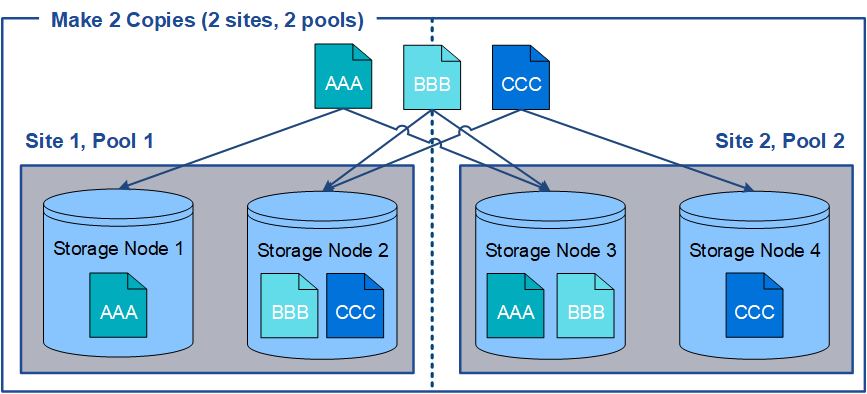 Make 2 Copies (2 sites, 2 pools)
AAA
BBB
CCC
Site 1, Pool 1
Site 2, Pool 2
Storage Node 1
Storage Node 2
Storage Node 3
Storage Node 4
AAA
BBB
CCC
AAA
BBB
CCC